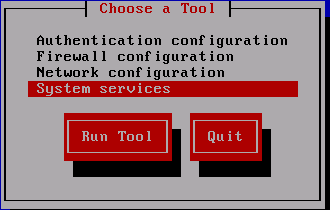 Choose a Tool
Authentication configuration
Firewall configuration
Network configuration
System services
Run Tool
Quit